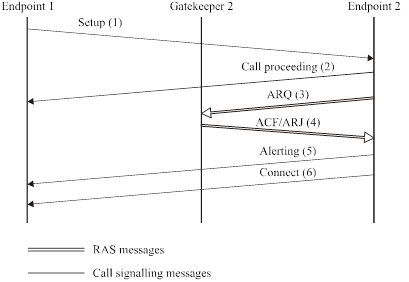 Endpoint 1
Gatekeeper 2
Endpoint 2
Setup (1)
Call proceeding (2)
ARQ (3)
ACF/ARJ (4)
Alerting (5)
Connect (6)
RAS messages
Call signalling messages